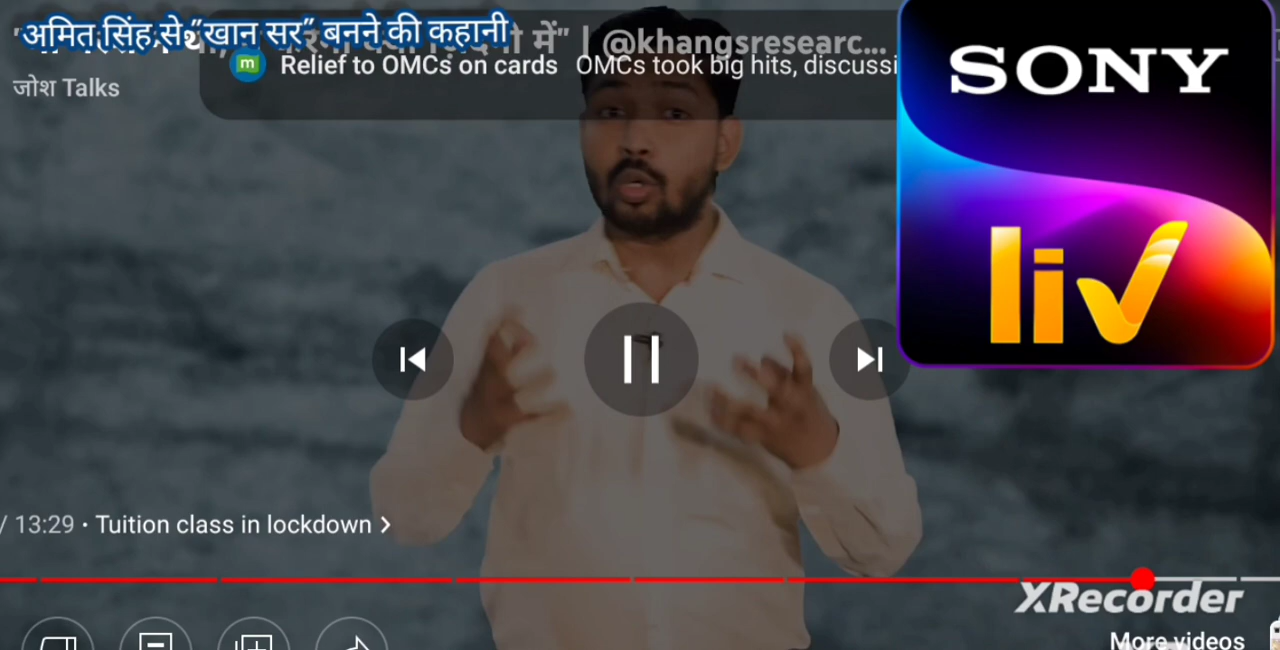 अमित सिंह से “खान सर” बनने की कहानी
में" | @khangsresearc...
Relief to OMCs on cards OMCs took big hits, discussi
जोश Talks
SONY
liv
/ 13:29 • Tuition class in lockdown >
XRecorder
More videos